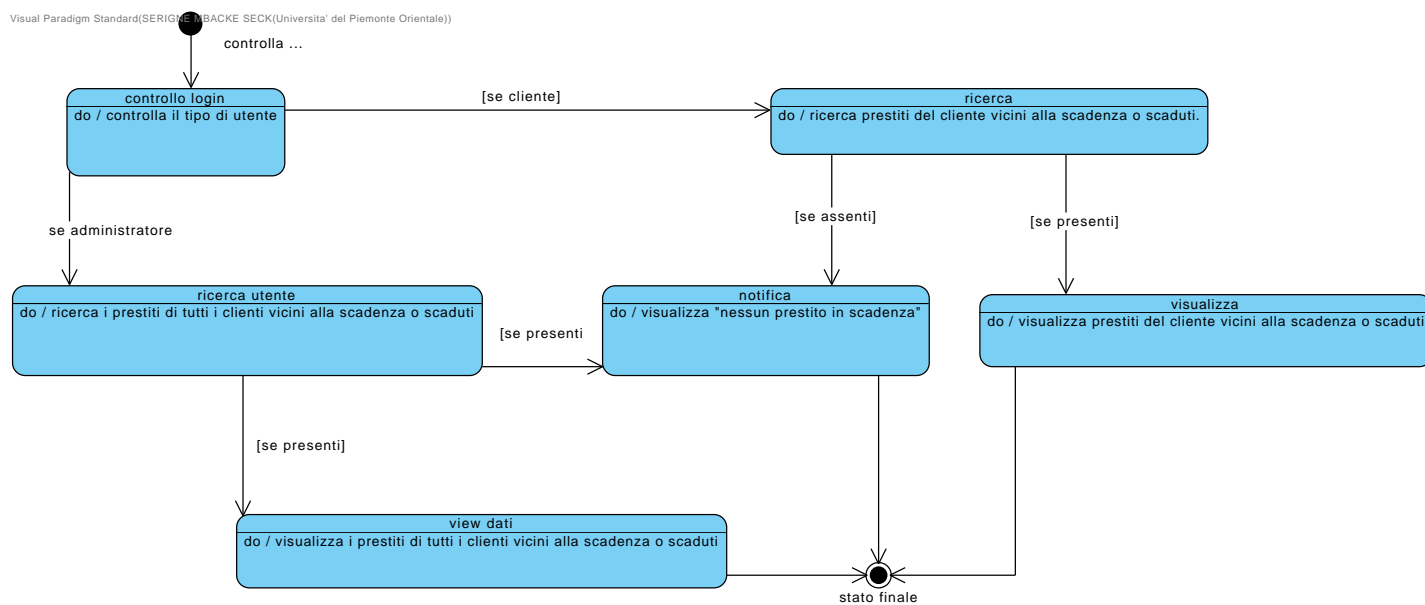 Visual Paradigm Standard(SERIGNE MBACKE SECK(Universita' del Piemonte Orientale))
controlla ...
controllo login
do / controlla il tipo di utente
[se cliente]
ricerca
do / ricerca prestiti del cliente vicini alla scadenza o scaduti.
se administratore
[se assenti]
[se presenti]
ricerca utente
do / ricerca i prestiti di tutti i clienti vicini alla scadenza o scaduti
[se presenti
notifica
do / visualizza "nessun prestito in scadenza"
visualizza
do / visualizza prestiti del cliente vicini alla scadenza o scaduti
[se presenti]
view dati
do / visualizza i prestiti di tutti i clienti vicini alla scadenza o scaduti
stato finale